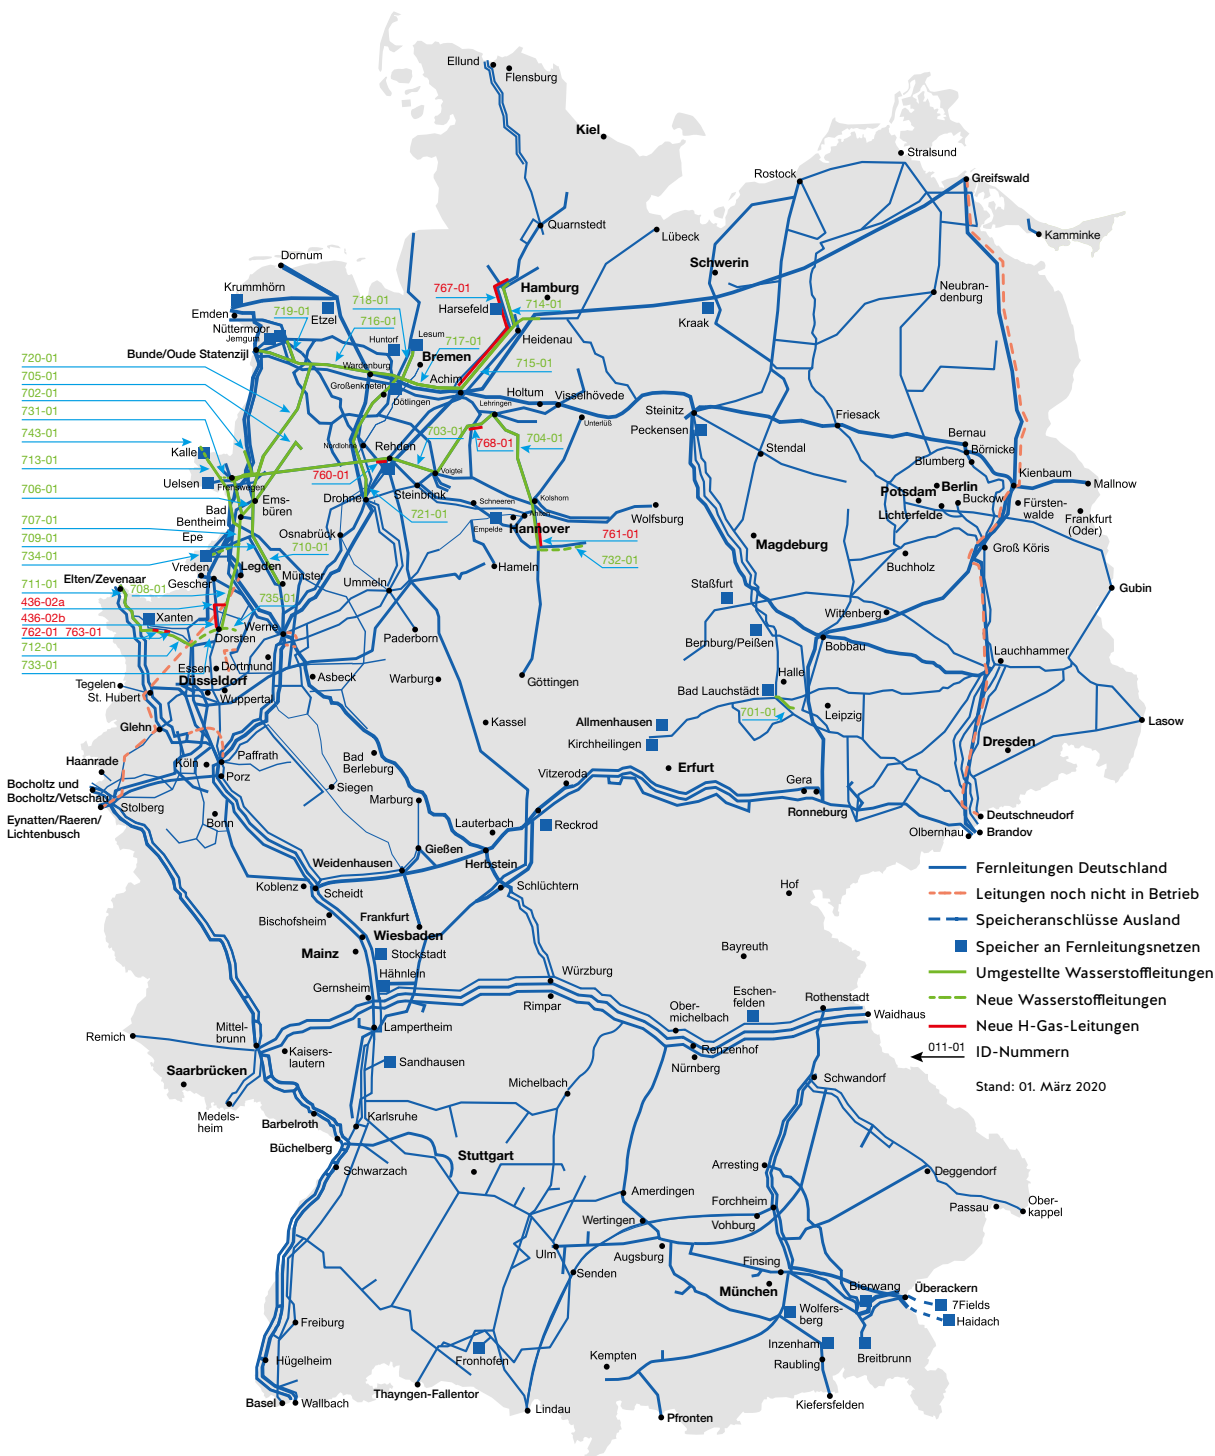 Ellund
Flensburg
Kiel
Stralsund
Rostock
Greifswald
Quarnstedt
Lübeck
Kamminke
Dornum
Schwerin
Krummhörn
767-01
Hamburg
718-01
714-01
Neubran-
denburg
Harsefeld
Emden
719-01
Etzel
716-01
Kraak
Nüttermoor
Jemgum
Huntorf
Lesum
Heidenau
Bunde/Oude Statenzijl
717-01
Bremen
720-01
Wardenburg
715-01
705-01
Großenkneten
Achim
702-01
Dötlingen
Holtum
Visselhövede
731-01
Lehringen
Unterlüß
Steinitz
Friesack
Peckensen
743-01
703-01
704-01
Bernau
Kalle
Nordlohne
Rehden
768-01
Stendal
Börnicke
713-01
Blumberg
760-01
Voigtei
Kienbaum
Uelsen
Frenswegen
Berlin
Mallnow
706-01
Ems-
büren
Drohne
Steinbrink
Potsdam
Buckow
Schneeren
Kolshorn
Lichterfelde
Fürsten-
walde
721-01
Wolfsburg
Frankfurt
(Oder)
Bad
Bentheim
Empelde
Ahlten
707-01
Hannover
Epe
Osnabrück
761-01
709-01
Magdeburg
Groß Köris
734-01
710-01
732-01
Buchholz
Vreden
Legden
Hameln
Elten/Zevenaar
Gescher
Münster
Ummeln
Staßfurt
711-01
708-01
Gubin
436-02a
735-01
436-02b
Xanten
Wittenberg
762-01 763-01
Dorsten
Werne
Paderborn
Bernburg/Peißen
Bobbau
712-01
Lauchhammer
733-01
Essen
Dortmund
Halle
Düsseldorf
Asbeck
Warburg
Göttingen
Tegelen
St. Hubert
Wuppertal
Bad Lauchstädt
701-01
Leipzig
Glehn
Kassel
Allmenhausen
Lasow
Kirchheilingen
Dresden
Haanrade
Köln
Paffrath
Bad
Berleburg
Porz
Erfurt
Bocholtz und
Bocholtz/Vetschau
Siegen
Vitzeroda
Gera
Stolberg
Marburg
Ronneburg
Eynatten/Raeren/
Lichtenbusch
Bonn
Lauterbach
Reckrod
Deutschneudorf
Olbernhau
Brandov
Gießen
Weidenhausen
Herbstein
Koblenz
Scheidt
Schlüchtern
Hof
Bischofsheim
Frankfurt
Wiesbaden
Mainz
Stockstadt
Bayreuth
Hähnlein
Würzburg
Gernsheim
Eschen-
felden
Rothenstadt
Rimpar
Ober-
michelbach
Waidhaus
Mittel-
brunn
Lampertheim
Remich
Kaisers-
lautern
Renzenhof
Nürnberg
Sandhausen
Saarbrücken
Schwandorf
Michelbach
Medels-
heim
Barbelroth
Karlsruhe
Büchelberg
Stuttgart
Schwarzach
Arresting
Deggendorf
Amerdingen
Forchheim
Ober-
kappel
Passau
Wertingen
Vohburg
Ulm
Augsburg
Finsing
Senden
München
Bierwang
Überackern
7Fields
Wolfers-
berg
Haidach
Freiburg
Inzenham
Fronhofen
Kempten
Raubling
Breitbrunn
Hügelheim
Thayngen-Fallentor
Basel
Wallbach
Lindau
Kiefersfelden
Pfronten
Fernleitungen Deutschland
Leitungen noch nicht in Betrieb
Speicheranschlüsse Ausland
Speicher an Fernleitungsnetzen
Umgestellte Wasserstoffleitungen
Neue Wasserstoffleitungen
Neue H-Gas-Leitungen
011-01
ID-Nummern
Stand: 01. März 2020